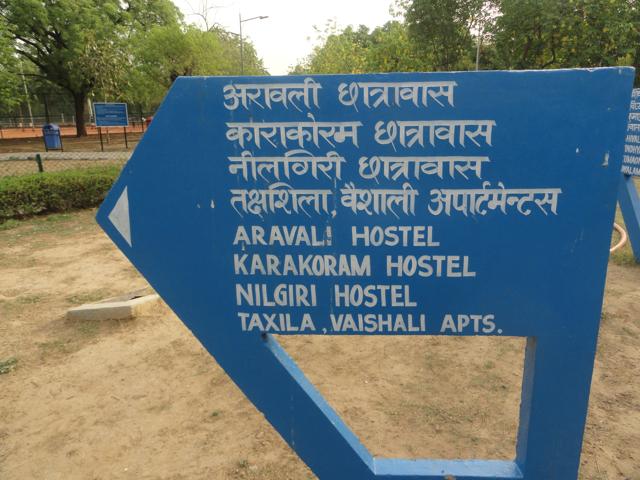 अरावली छात्रावास
काराकोरम छात्रावास
नीलगिरी छात्रावास
तक्षशिला, वैशाली अपार्टमेन्टस
ARAVALI HOSTEL
KARAKORAM HOSTEL
NILGIRI HOSTEL
TAXILA, VAISHALI APTS.